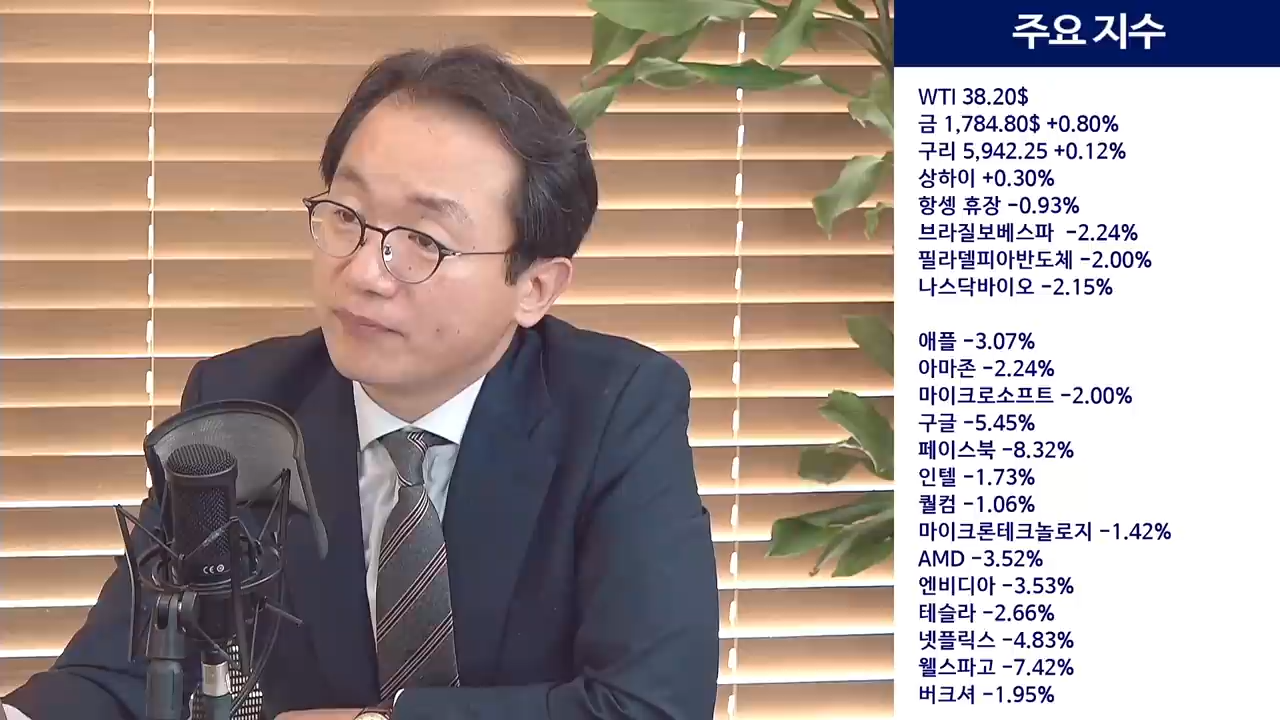 주요 지수
WTI 38.20$
금 1,784.80$ +0.80%
구리 5,942.25 +0.12%
상하이 +0.30%
항셍 휴장 -0.93%
브라질보베스파 -2.24%
필라델피아반도체 -2.00%
나스닥바이오 -2.15%
애플 -3.07%
아마존 -2.24%
마이크로소프트 -2.00%
구글 -5.45%
페이스북 -8.32%
인텔 -1.73%
퀄컴 -1.06%
마이크론테크놀로지 -1.42%
AMD -3.52%
엔비디아 -3.53%
테슬라 -2.66%
넷플릭스 -4.83%
웰스파고 -7.42%
버크셔 -1.95%